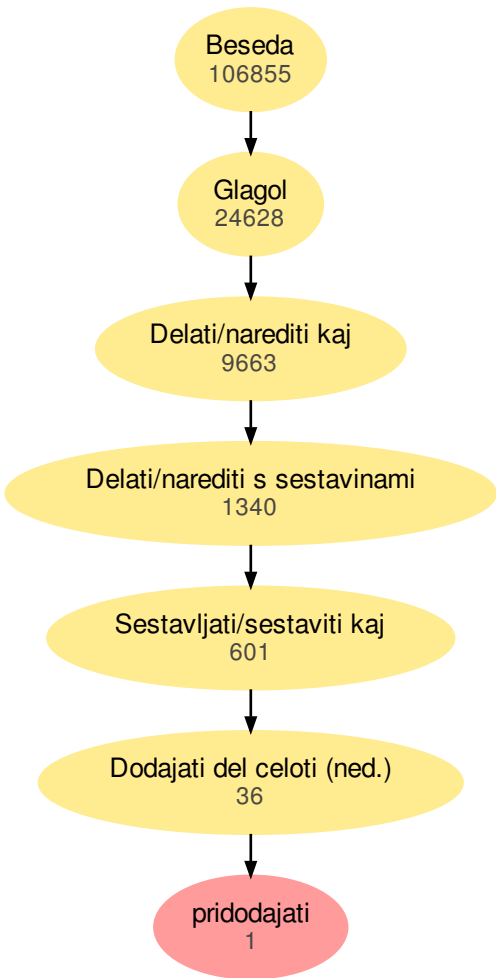 Beseda
106855
Glagol
24628
Delati/narediti kaj
9663
Delati/narediti s sestavinami
1340
Sestavljati/sestaviti kaj
601
Dodajati del celoti (ned.)
36
pridodajati
1